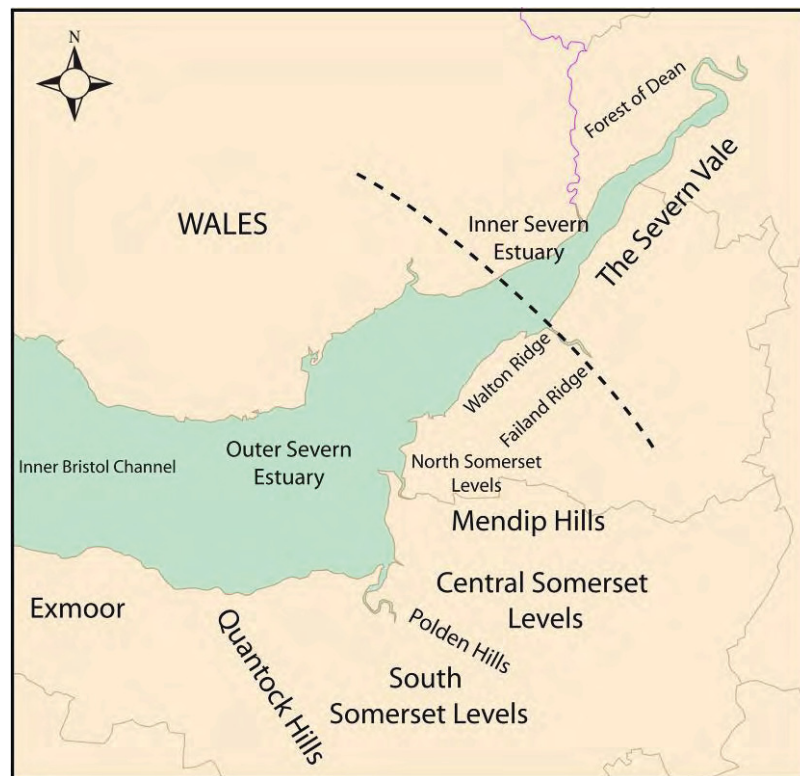 N
Forest of Dean
The Severn Vale
WALES
Inner Severn
Estuary
Walton Ridge
Failand Ridge
Outer Severn
Estuary
Inner Bristol Channel
North Somerset
Levels
Mendip Hills
Central Somerset
Levels
Exmoor
Quantock Hills
Polden Hills
South
Somerset Levels